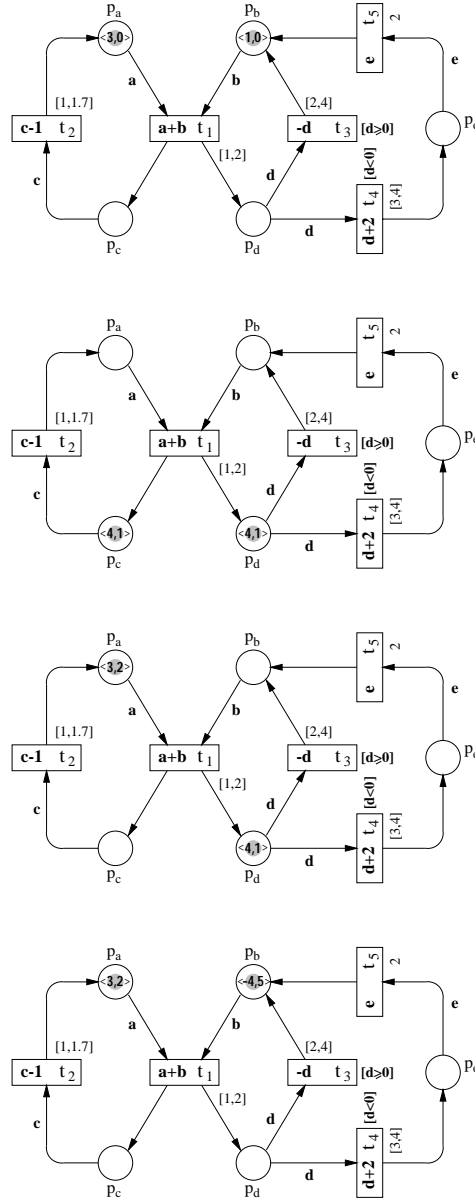 pa pb
<3,0> <1,0>
t5 2
e
a b e
[1,1.7] [2,4]
c-1 t2 a+b t1 -d t3 [d≥0]
[1,2] [d<0]
c d
d+2 t4 [3,4]
d
pc pd
pa pb
t5 2
e
a b e
[1,1.7] [2,4]
c-1 t2 a+b t1 -d t3 [d≥0]
[1,2] [d<0]
c d
d+2 t4 [3,4]
<4,1> <4,1> d
pc pd
pa pb
<3,2>
t5 2
e
a b e
[1,1.7] [2,4]
c-1 t2 a+b t1 -d t3 [d≥0]
[1,2] [d<0]
c d
d+2 t4 [3,4]
<4,1> d
pc pd
pa pb
<3,2> <-4,5>
t5 2
e
a b e
[1,1.7] [2,4]
c-1 t2 a+b t1 -d t3 [d≥0]
[1,2] [d<0]
c d
d+2 t4 [3,4]
d
pc pd